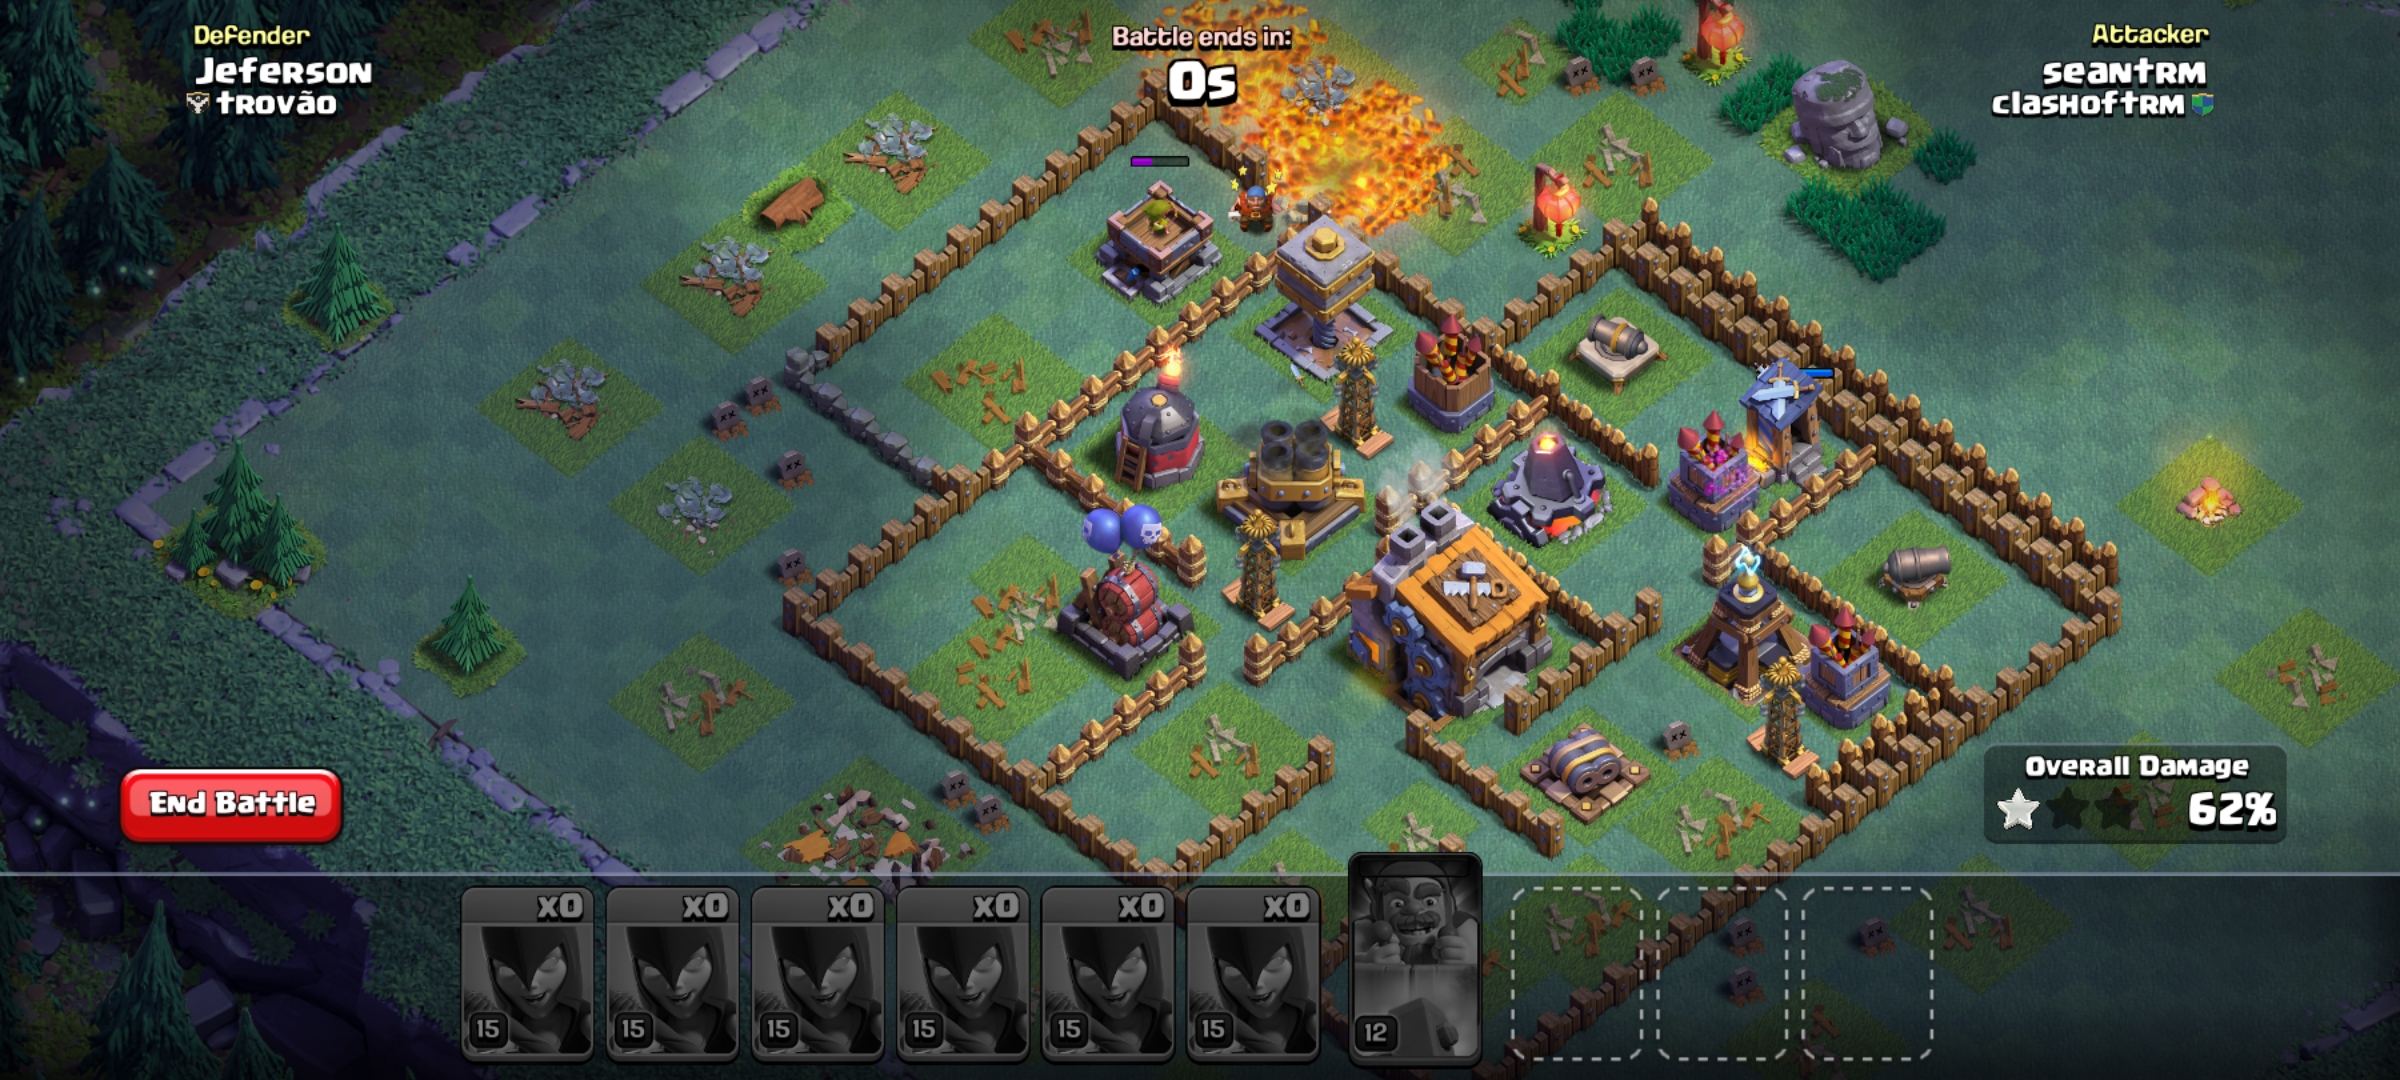 Defender
Jeferson
trovão
Battle ends in:
0s
Attacker
seantrm
clashoftrm
End Battle
Overall Damage
62%
x0
x0
x0
x0
x0
x0
15
15
15
15
15
15
12